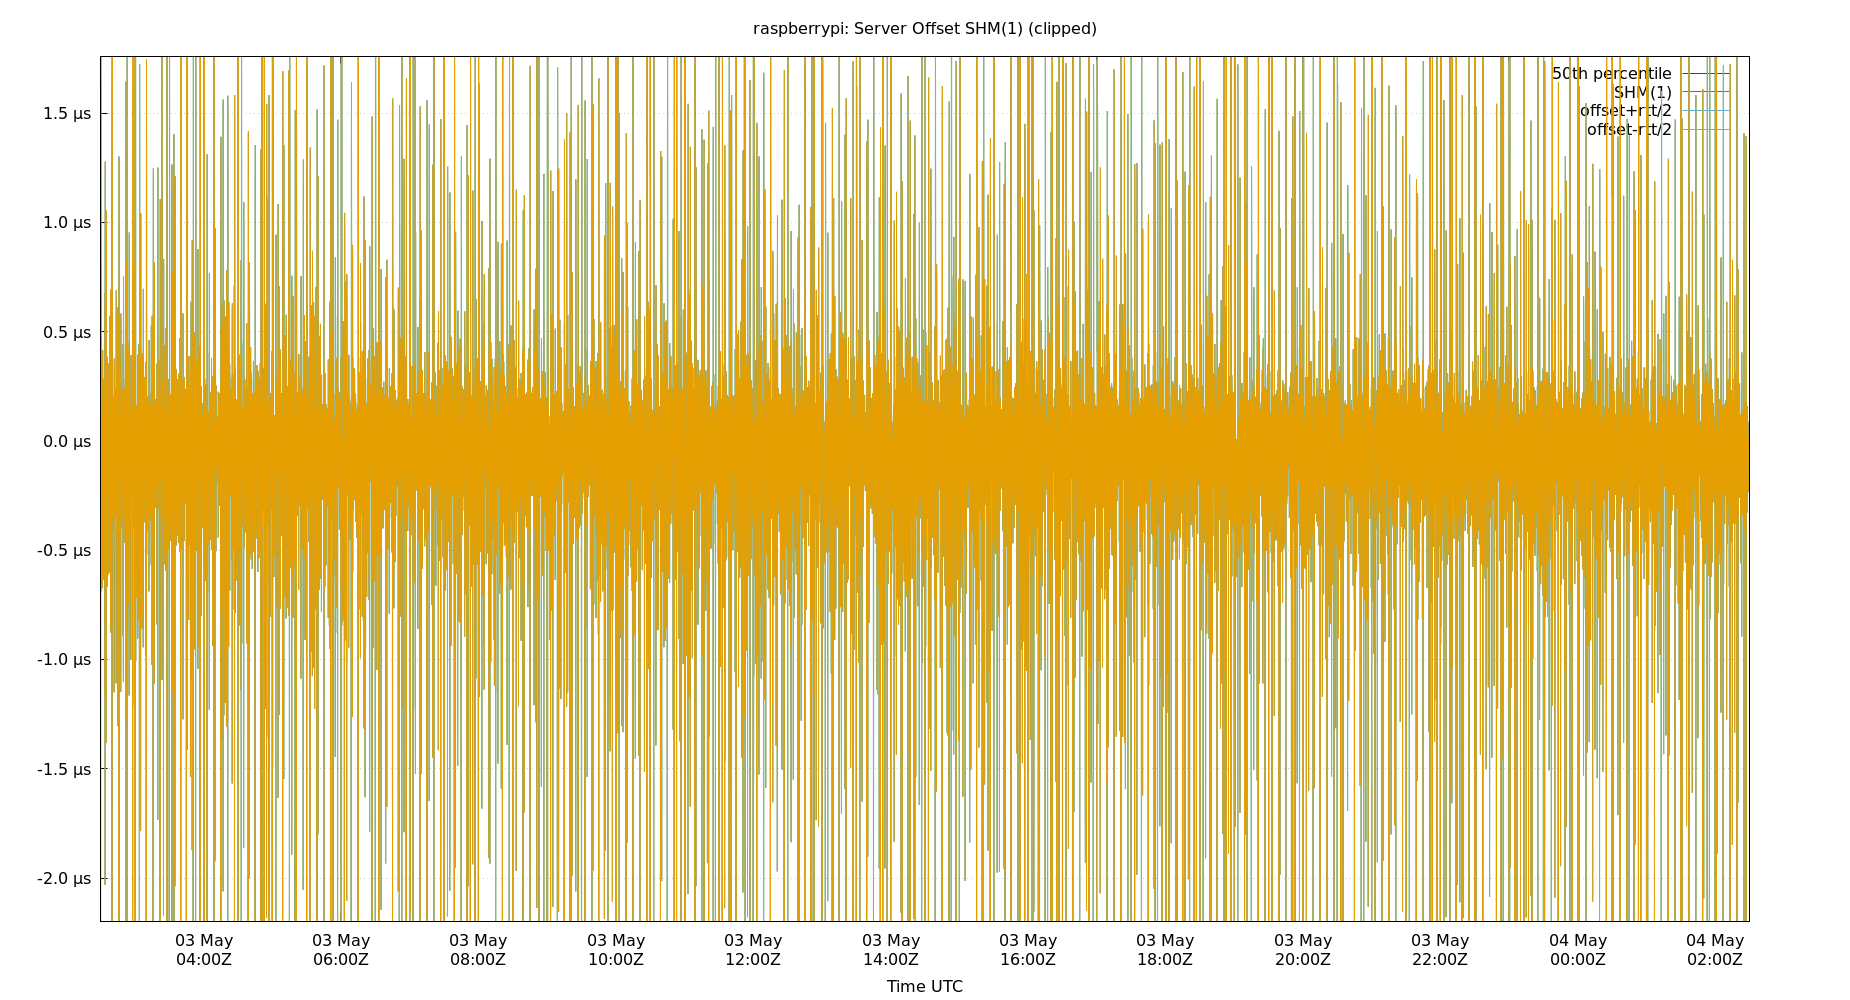 raspberrypi: Server Offset SHM(1) (clipped)
50th percentile
SHM(1)
offset+rtt/2
offset-rtt/2
1.5 µs
1.0 µs
0.5 µs
0.0 µs
-0.5 µs
-1.0 µs
-1.5 µs
-2.0 µs
03 May 03 May 03 May 03 May 03 May 03 May 03 May 03 May 03 May 03 May 04 May 04 May
04:00Z 06:00Z 08:00Z 10:00Z 12:00Z 14:00Z 16:00Z 18:00Z 20:00Z 22:00Z 00:00Z 02:00Z
Time UTC